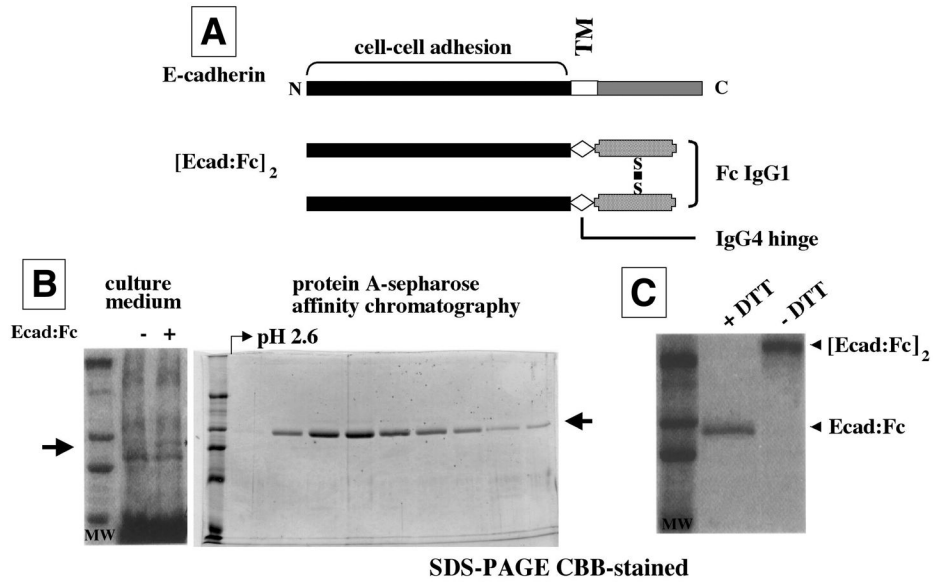 A
cell-cell adhesion
TM
E-cadherin
N
C
[Ecad:Fc]2
S
S
Fc IgG1
IgG4 hinge
B
culture
medium
Ecad:Fc
-
+
MW
protein A-sepharose
affinity chromatography
pH 2.6
C
+ DTT
- DTT
[Ecad:Fc]2
Ecad:Fc
MW
SDS-PAGE CBB-stained